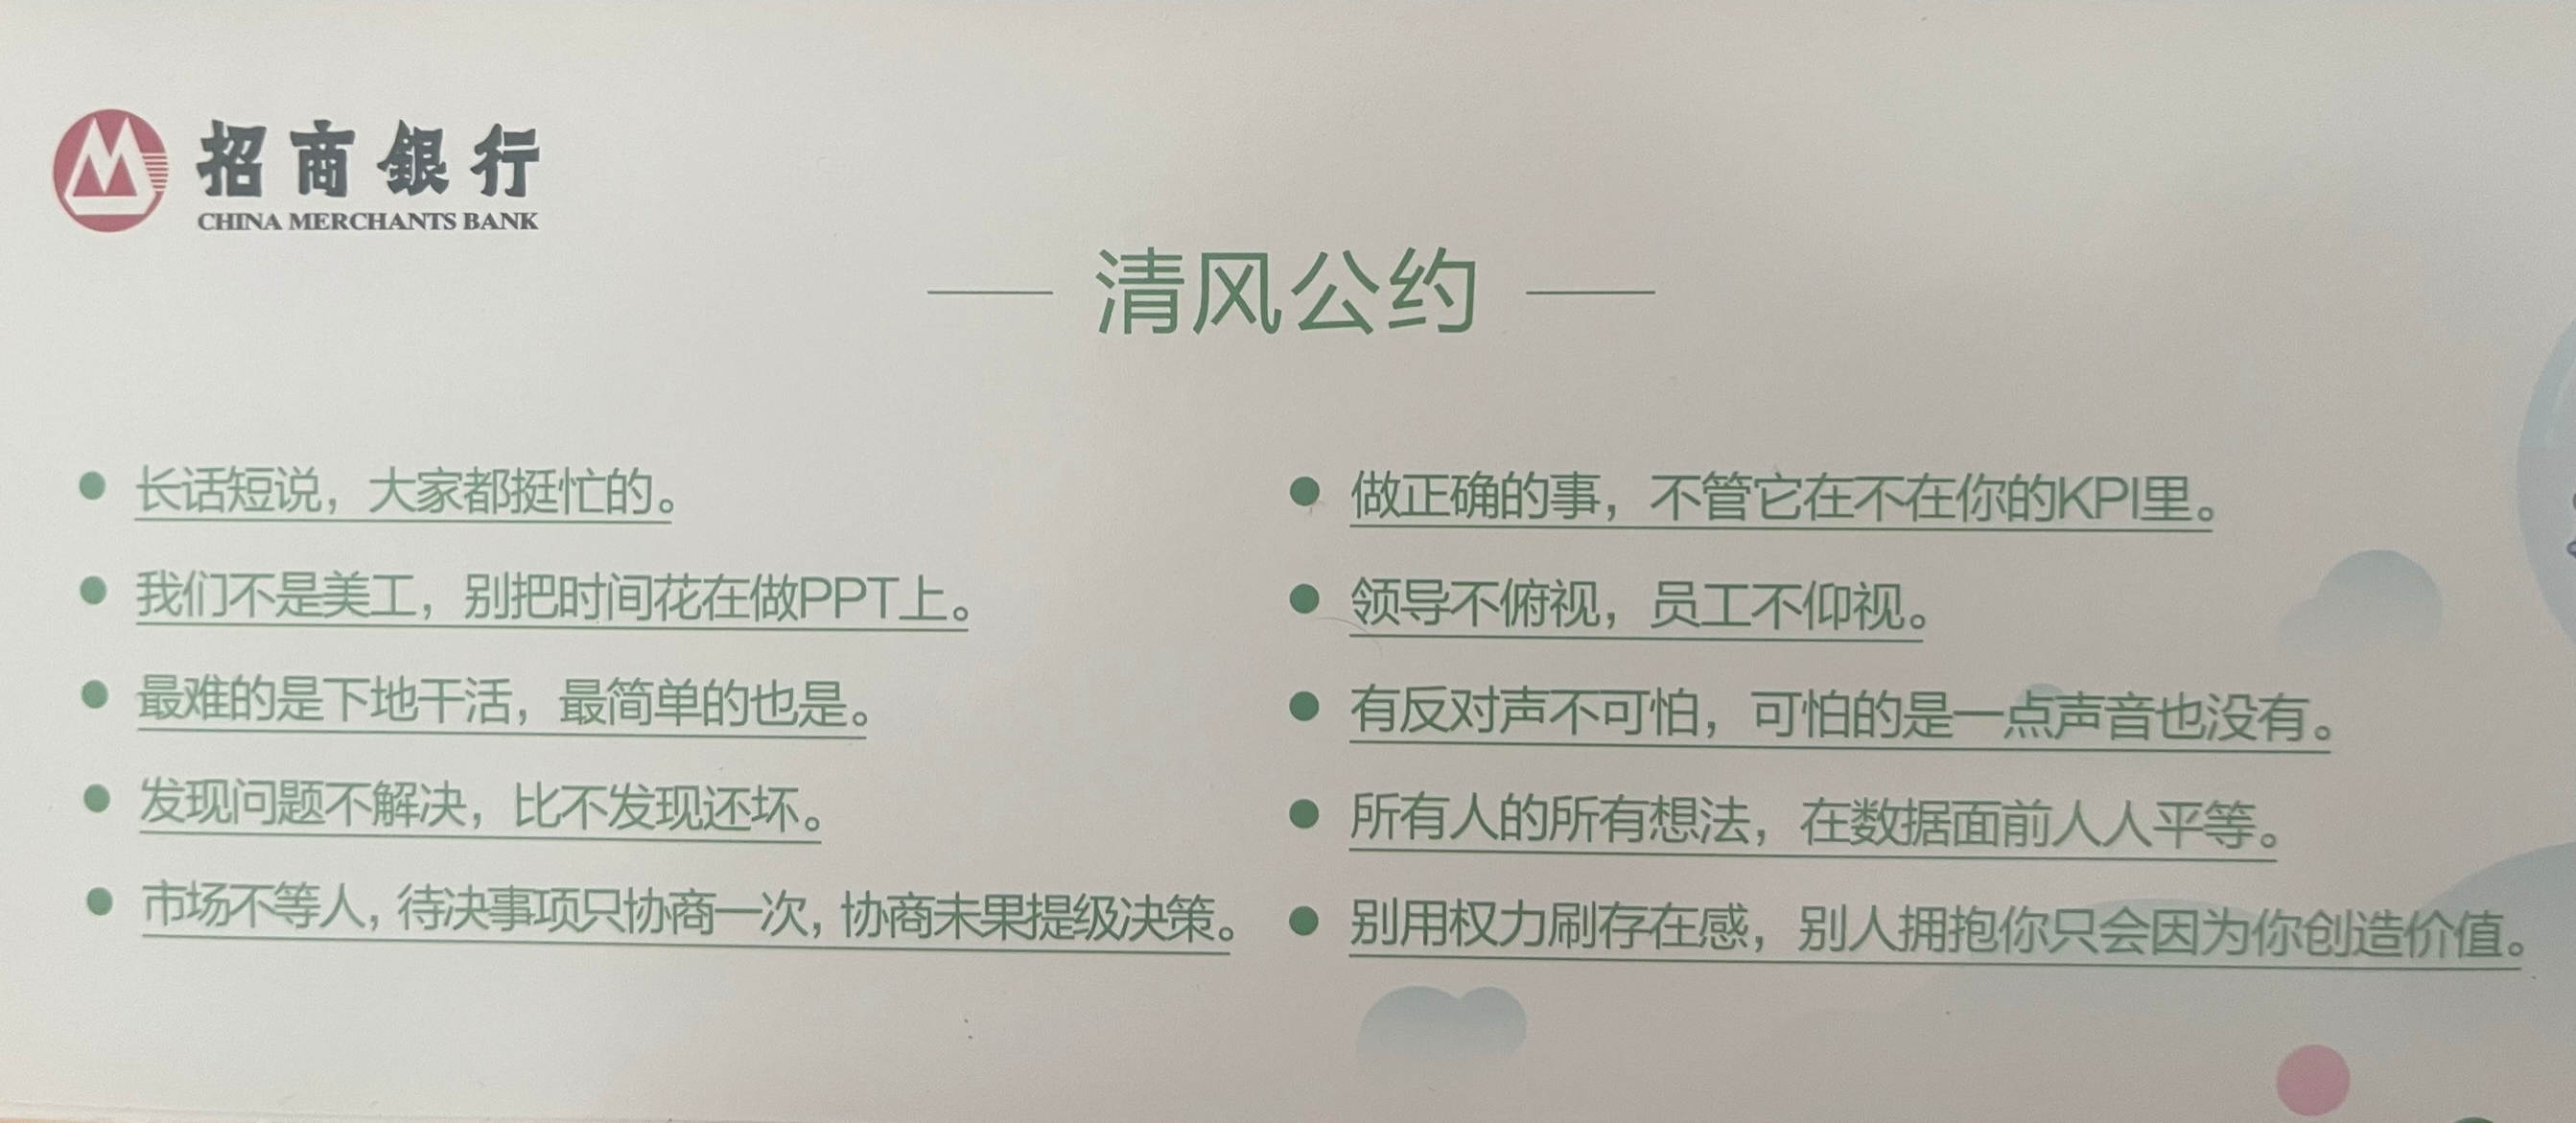 招商銀行
CHINA MERCHANTS BANK
清风公约
长话短说，大家都挺忙的。
我们不是美工，别把时间花在做PPT上。
最难的是下地干活，最简单的也是。
发现问题不解决，比不发现还坏。
市场不等人，待决事项只协商一次，协商未果提级决策。
做正确的事，不管它在不在你的KPI里。
领导不俯视，员工不仰视。
有反对声不可怕，可怕的是一点声音也没有。
所有人的所有想法，在数据面前人人平等。
别用权力刷存在感，别人拥抱你只会因为你创造价值。